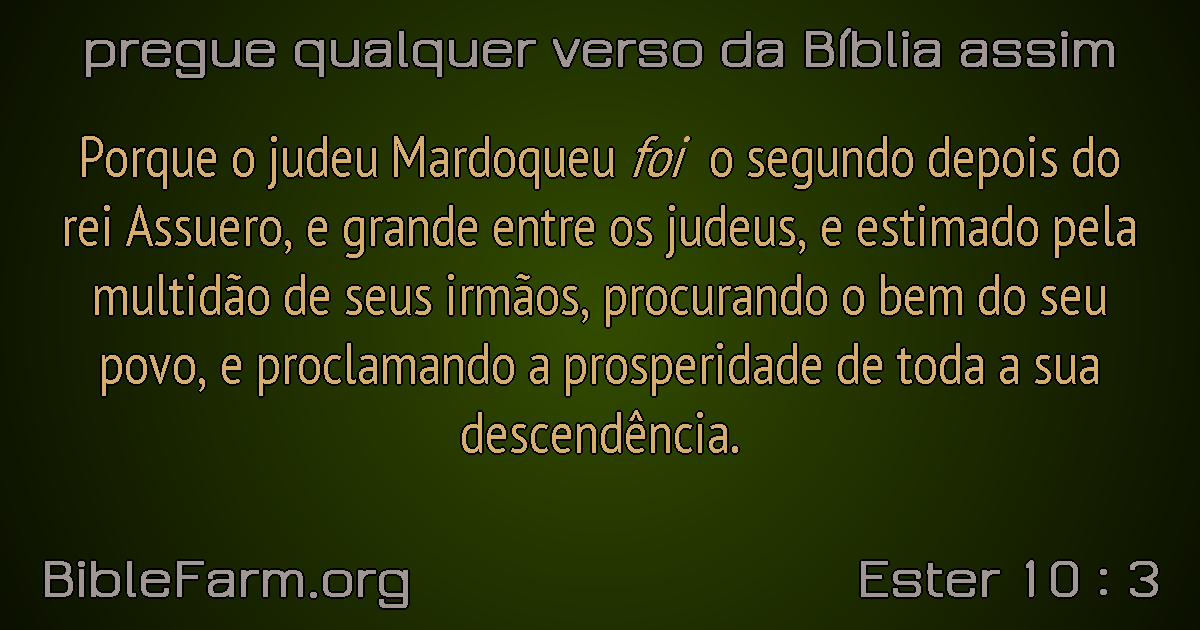 pregue qualquer verso da Bíblia assim
Porque o judeu Mardoqueu foi o segundo depois do
rei Assuero, e grande entre os judeus, e estimado pela
multidão de seus irmãos, procurando o bem do seu
povo, e proclamando a prosperidade de toda a sua
descendência.
BibleFarm.org
Ester 10 : 3